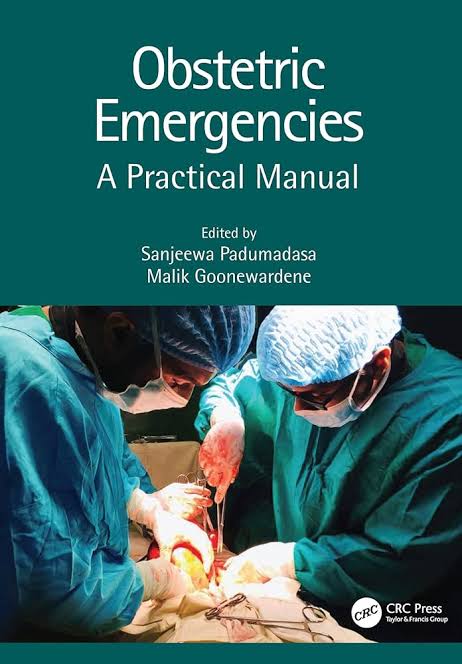 Obstetric
Emergencies
A Practical Manual
Edited by
Sanjeewa Padumadasa
Malik Goonewardene
CRC
CRC Press
Taylor & Francis Group